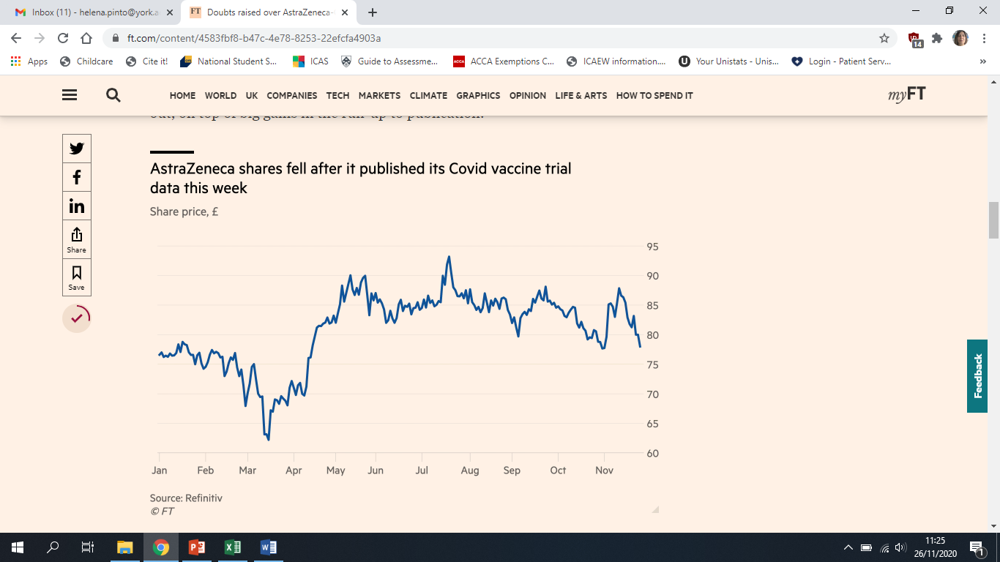 Inbox (11) - helena.pinto@york.a
FT Doubts raised over AstraZeneca-
ft.com/content/4583fbf8-b47c-4e78-8253-22efcfa4903a
14
Apps Childcare Cite it! National Student S... ICAS Guide to Assessme... ACCA ACCA Exemptions C... ICAEW information.... U Your Unistats - Unis... Login - Patient Serv... »
HOME WORLD UK COMPANIES TECH MARKETS CLIMATE GRAPHICS OPINION LIFE & ARTS HOW TO SPEND IT
myFT
out, on top of big gains in the run-up to publication.
Share
Save
AstraZeneca shares fell after it published its Covid vaccine trial
data this week
Share price, £
95
90
85
80
75
70
65
60
Jan Feb Mar Apr May Jun Jul Aug Sep Oct Nov
Source: Refinitiv
© FT
Feedback
11:25
26/11/2020
1